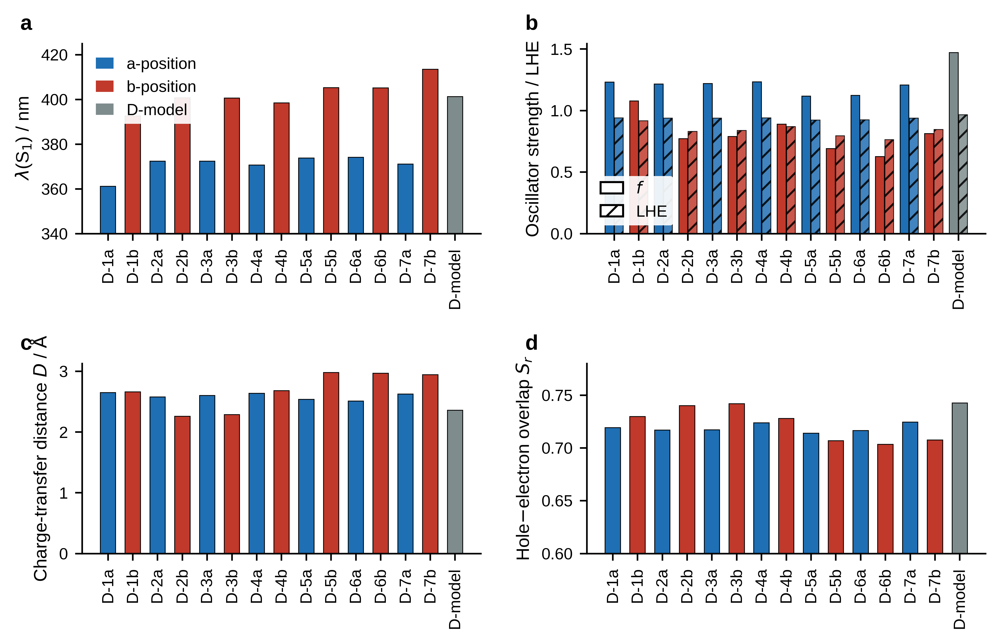 a
λ(S₁) / nm
420
400
380
360
340
a-position
b-position
D-model
D-1a
D-1b
D-2a
D-2b
D-3a
D-3b
D-4a
D-4b
D-5a
D-5b
D-6a
D-6b
D-7a
D-7b
D-model
b
Oscillator strength / LHE
1.5
1.0
0.5
0.0
f
LHE
D-1a
D-1b
D-2a
D-2b
D-3a
D-3b
D-4a
D-4b
D-5a
D-5b
D-6a
D-6b
D-7a
D-7b
D-model
c
Charge-transfer distance D / Å
3
2
1
0
D-1a
D-1b
D-2a
D-2b
D-3a
D-3b
D-4a
D-4b
D-5a
D-5b
D-6a
D-6b
D-7a
D-7b
D-model
d
Hole−electron overlap Sᵣ
0.75
0.70
0.65
0.60
D-1a
D-1b
D-2a
D-2b
D-3a
D-3b
D-4a
D-4b
D-5a
D-5b
D-6a
D-6b
D-7a
D-7b
D-model